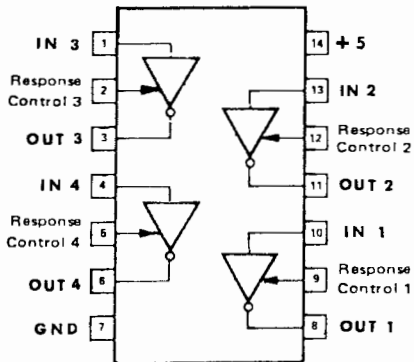 IN 3
1
Response
Control 3
2
OUT 3
3
IN 4
4
Response
Control 4
5
OUT 4
6
GND
7
14
+ 5
13
IN 2
12
Response
Control 2
11
OUT 2
10
IN 1
9
Response
Control 1
8
OUT 1